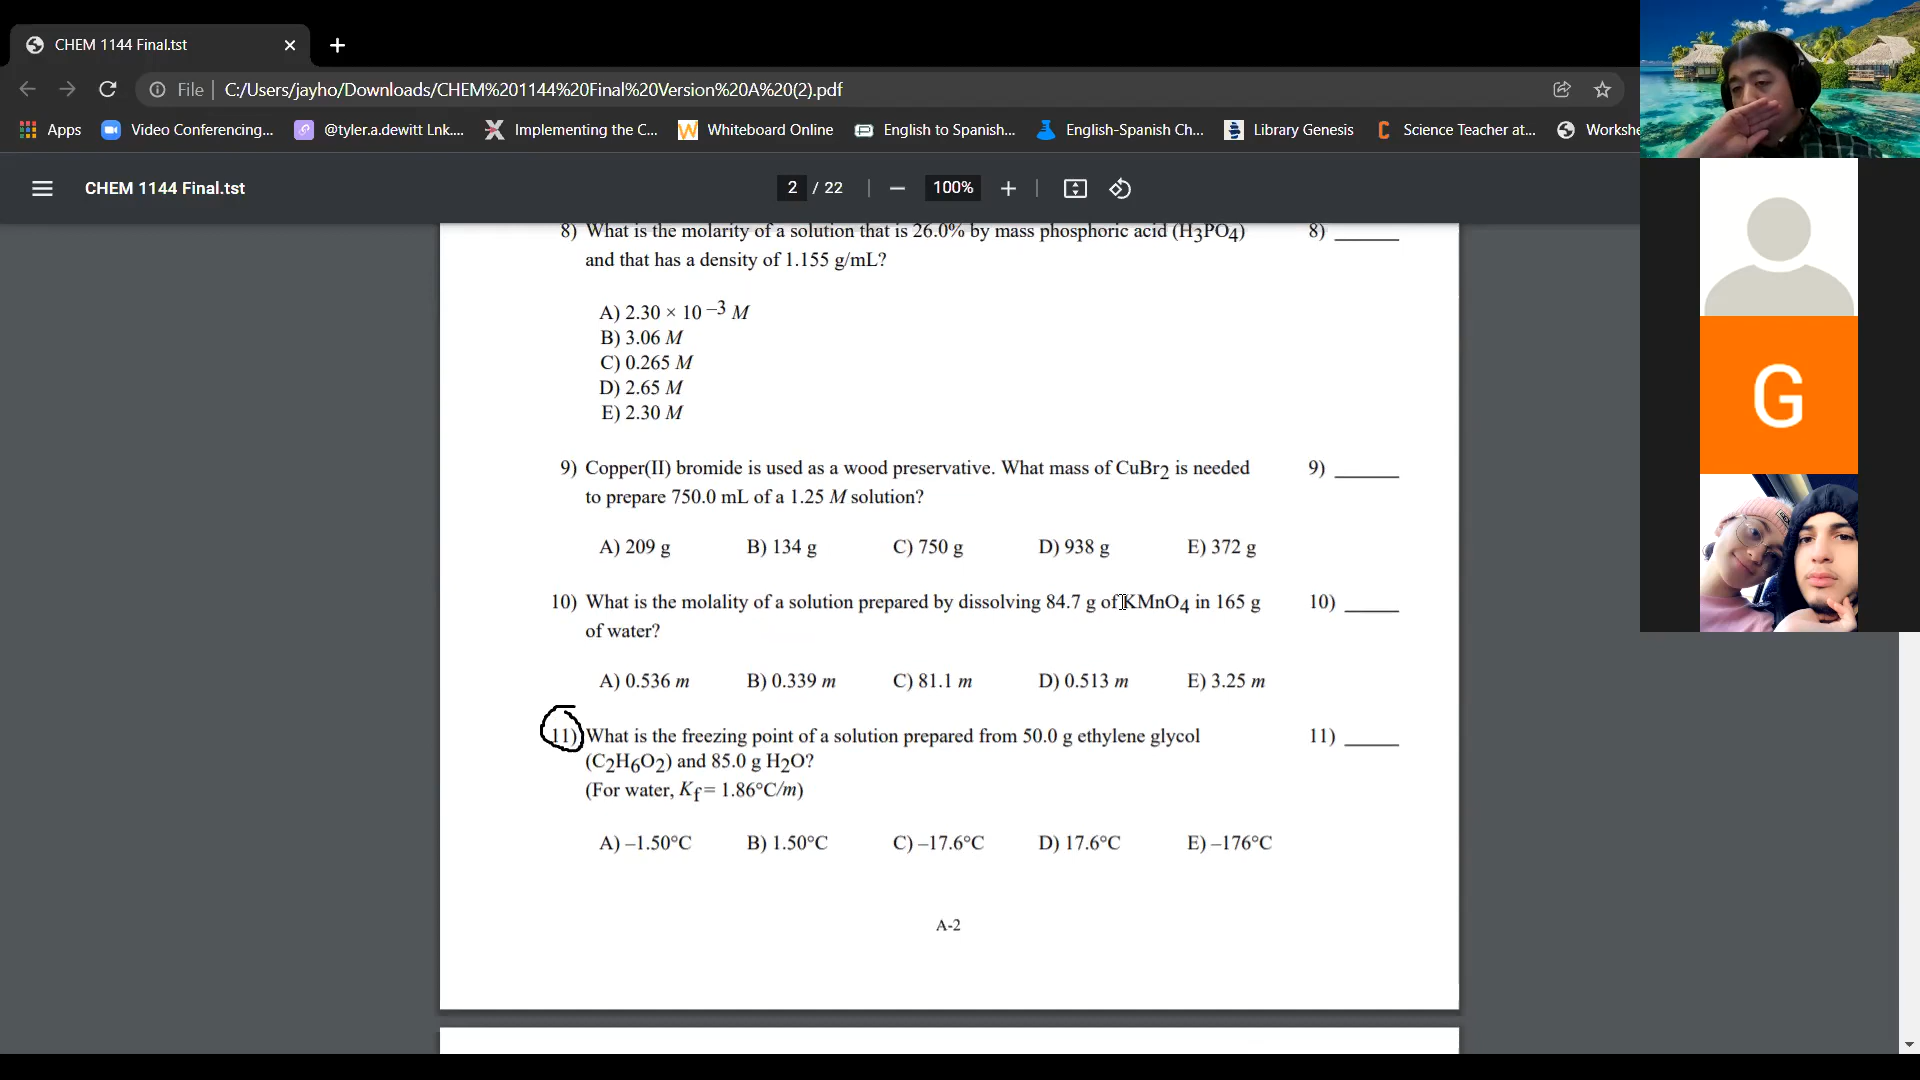 CHEM 1144 Final.tst
File | C:/Users/jayho/Downloads/CHEM%201144%20Final%20Version%20A%20(2).pdf
Apps Video Conferencing... @tyler.a.dewitt Lnk.... Implementing the C... Whiteboard Online English to Spanish... English-Spanish Ch... Library Genesis Science Teacher at... Workshe
CHEM 1144 Final.tst 2 / 22 100%
8) What is the molarity of a solution that is 26.0% by mass phosphoric acid (H3PO4) 8) ______
and that has a density of 1.155 g/mL?
A) 2.30 × 10 –3 M
B) 3.06 M
C) 0.265 M
D) 2.65 M
E) 2.30 M
9) Copper(II) bromide is used as a wood preservative. What mass of CuBr2 is needed 9) ______
to prepare 750.0 mL of a 1.25 M solution?
A) 209 g B) 134 g C) 750 g D) 938 g E) 372 g
10) What is the molality of a solution prepared by dissolving 84.7 g of KMnO4 in 165 g 10) _____
of water?
A) 0.536 m B) 0.339 m C) 81.1 m D) 0.513 m E) 3.25 m
11) What is the freezing point of a solution prepared from 50.0 g ethylene glycol 11) _____
(C2H6O2) and 85.0 g H2O?
(For water, Kf= 1.86°C/m)
A) –1.50°C B) 1.50°C C) –17.6°C D) 17.6°C E) –176°C
A-2
G